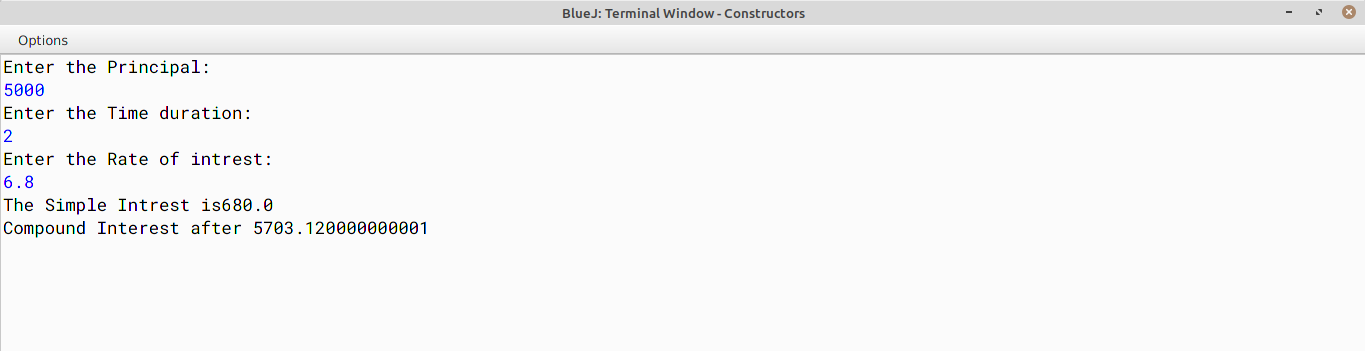 BlueJ: Terminal Window - Constructors
Options
Enter the Principal:
5000
Enter the Time duration:
2
Enter the Rate of intrest:
6.8
The Simple Intrest is680.0
Compound Interest after 5703.120000000001